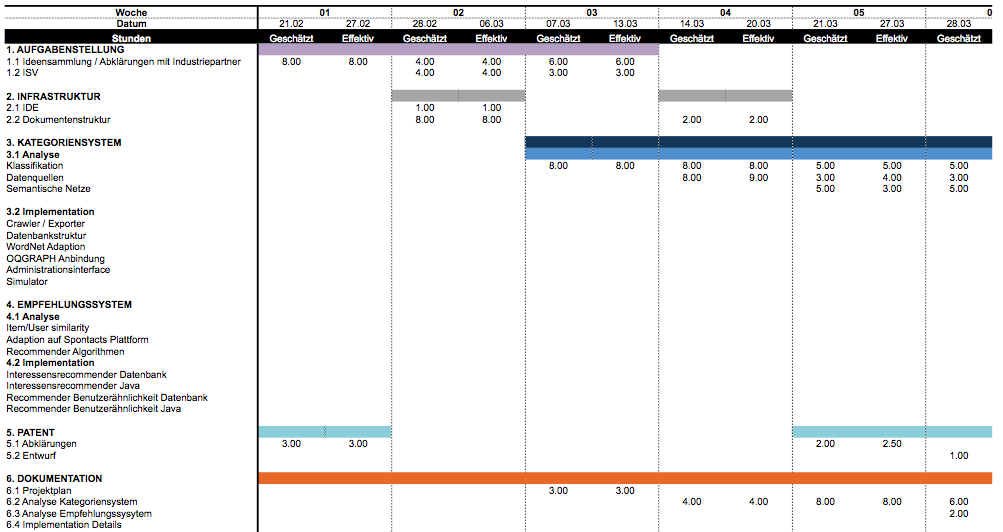 Woche 01 02 03 04 05 0
Datum 21.02 27.02 28.02 06.03 07.03 13.03 14.03 20.03 21.03 27.03 28.03
Stunden Geschätzt Effektiv Geschätzt Effektiv Geschätzt Effektiv Geschätzt Effektiv Geschätzt Effektiv Geschätzt
1. AUFGABENSTELLUNG
1.1 Ideensammlung / Abklärungen mit Industriepartner 8.00 8.00 4.00 4.00 6.00 6.00
1.2 ISV 4.00 4.00 3.00 3.00
2. INFRASTRUKTUR
2.1 IDE 1.00 1.00
2.2 Dokumentenstruktur 8.00 8.00 2.00 2.00
3. KATEGORIENSYSTEM
3.1 Analyse
Klassifikation 8.00 8.00 8.00 8.00 5.00 5.00 5.00
Datenquellen 8.00 9.00 3.00 4.00 3.00
Semantische Netze 5.00 3.00 5.00
3.2 Implementation
Crawler / Exporter
Datenbankstruktur
WordNet Adaption
OQGRAPH Anbindung
Administrationsinterface
Simulator
4. EMPFEHLUNGSSYSTEM
4.1 Analyse
Item/User similarity
Adaption auf Spontacts Plattform
Recommender Algorithmen
4.2 Implementation
Interessensrecommender Datenbank
Interessensrecommender Java
Recommender Benutzerähnlichkeit Datenbank
Recommender Benutzerähnlichkeit Java
5. PATENT
5.1 Abklärungen 3.00 3.00 2.00 2.50
5.2 Entwurf 1.00
6. DOKUMENTATION
6.1 Projektplan 3.00 3.00
6.2 Analyse Kategoriensystem 4.00 4.00 8.00 8.00 6.00
6.3 Analyse Empfehlungssysytem 2.00
6.4 Implementation Details